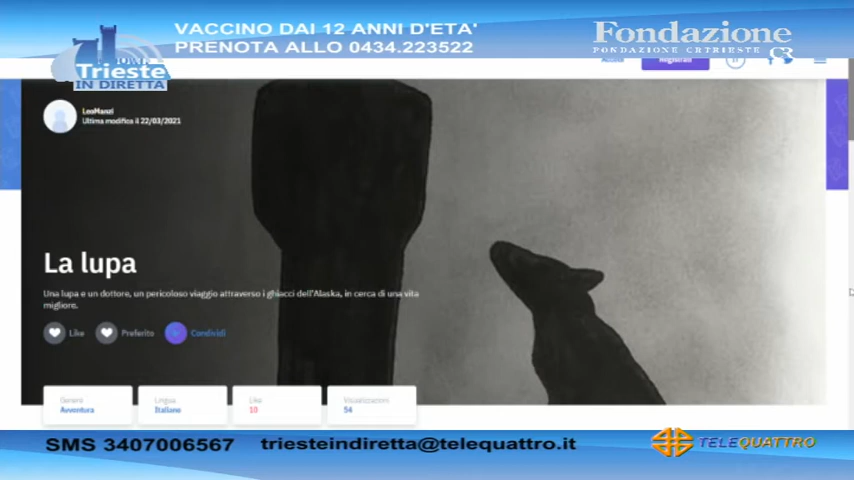 VACCINO DAI 12 ANNI D'ETA'
PRENOTA ALLO 0434.223522
Fondazione
FONDAZIONE CRTRIESTE
CR
Trieste
IN DIRETTA
Registrati
LeoManzi
Ultima modifica il 22/03/2021
La lupa
Una lupa e un dottore, un pericoloso viaggio attraverso i ghiacci dell'Alaska, in cerca di una vita
migliore.
Like
Preferito
Condividi
Genere
Avventura
Lingua
Italiano
Like
10
Visualizzazioni
54
SMS 3407006567
triesteindiretta@telequattro.it
TELEQUATTRO